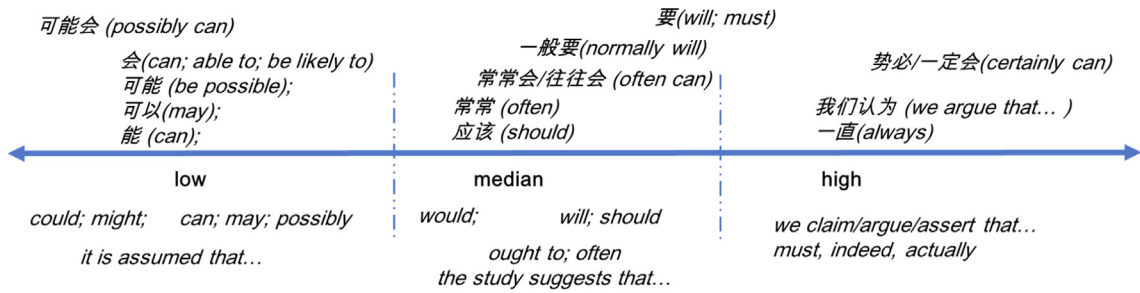 要(will; must)
可能会 (possibly can)
一般要(normally will)
会(can; able to; be likely to)
势必/一定会(certainly can)
常常会/往往会 (often can)
可能 (be possible);
可以(may);
常常 (often)
我们认为 (we argue that… )
能 (can);
应该 (should)
一直(always)
low
median
high
could; might;
can; may; possibly
would;
will; should
we claim/argue/assert that…
must, indeed, actually
it is assumed that…
ought to; often
the study suggests that…